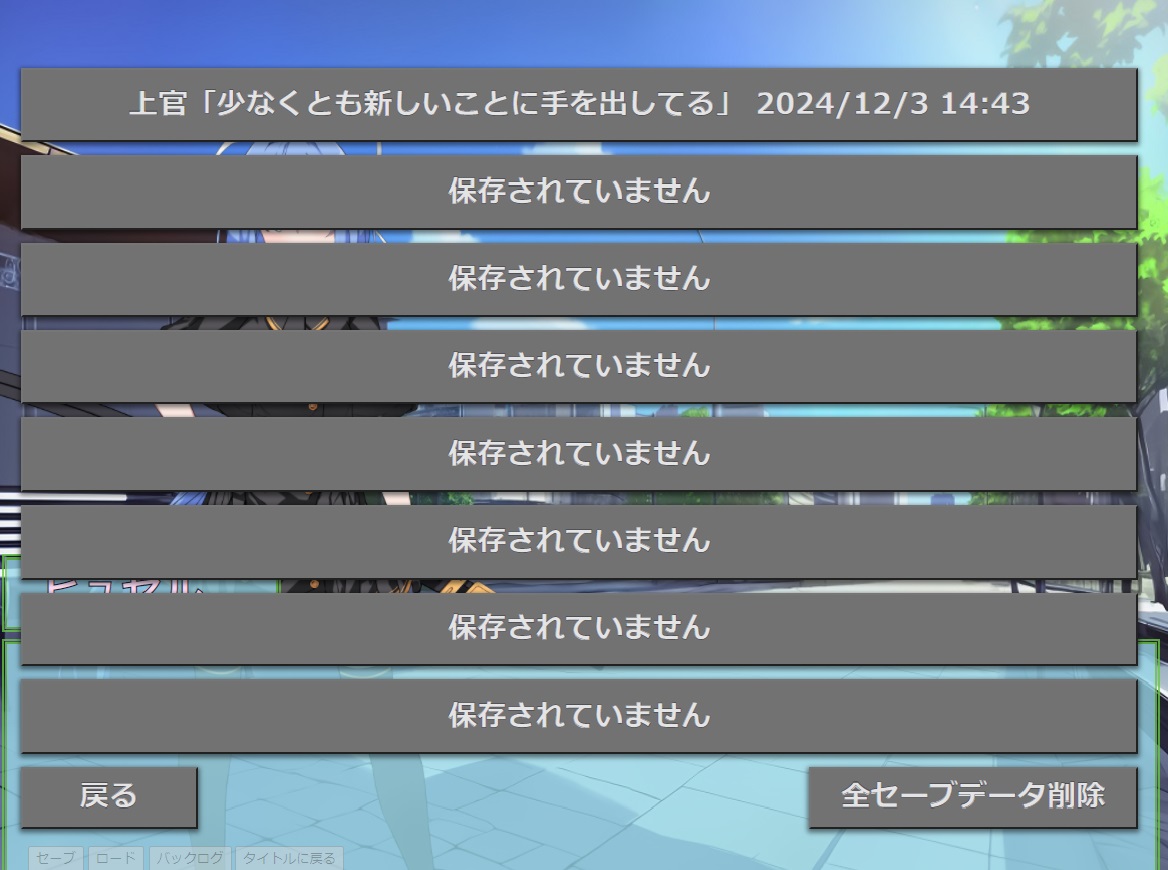 上官「少なくとも新しいことに手を出してる」 2024/12/3 14:43
保存されていません
保存されていません
保存されていません
保存されていません
保存されていません
保存されていません
保存されていません
戻る
全セーブデータ削除
セーブ
ロード
バックログ
タイトルに戻る